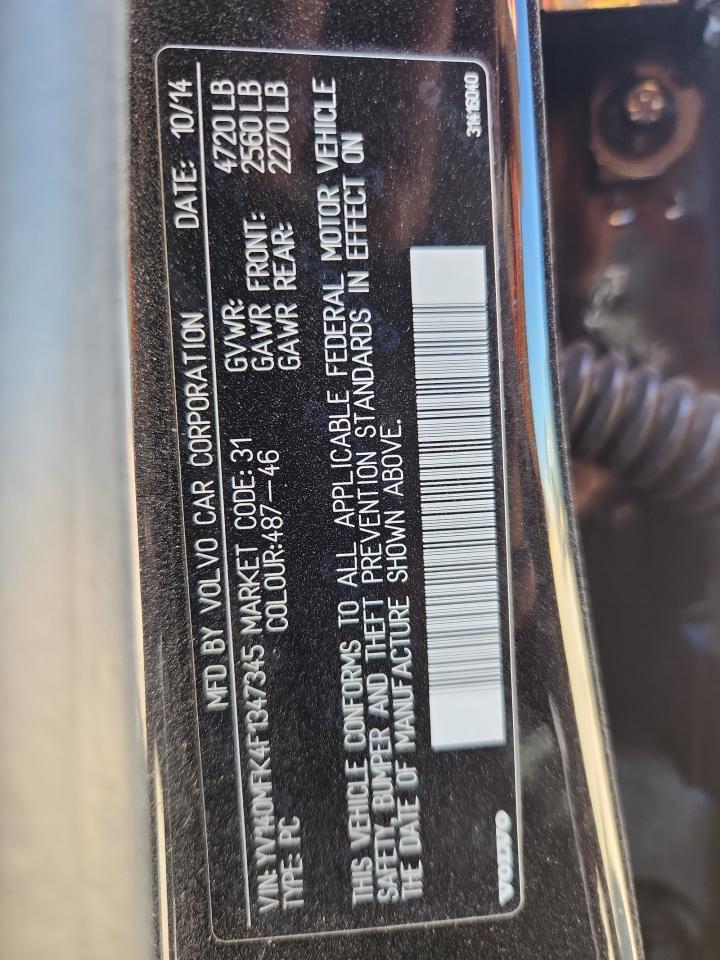 MFD BY VOLVO CAR CORPORATION DATE: 10/14
VIN: YV140MFK4F1347345 MARKET CODE: 31 GVWR: 4720 LB
TYPE: PC COLOUR:487—46 GAWR FRONT: 2560 LB
GAWR REAR: 2270 LB
THIS VEHICLE CONFORMS TO ALL APPLICABLE FEDERAL MOTOR VEHICLE
SAFETY, BUMPER AND THEFT PREVENTION STANDARDS IN EFFECT ON
THE DATE OF MANUFACTURE SHOWN ABOVE.
VOLVO
31416040